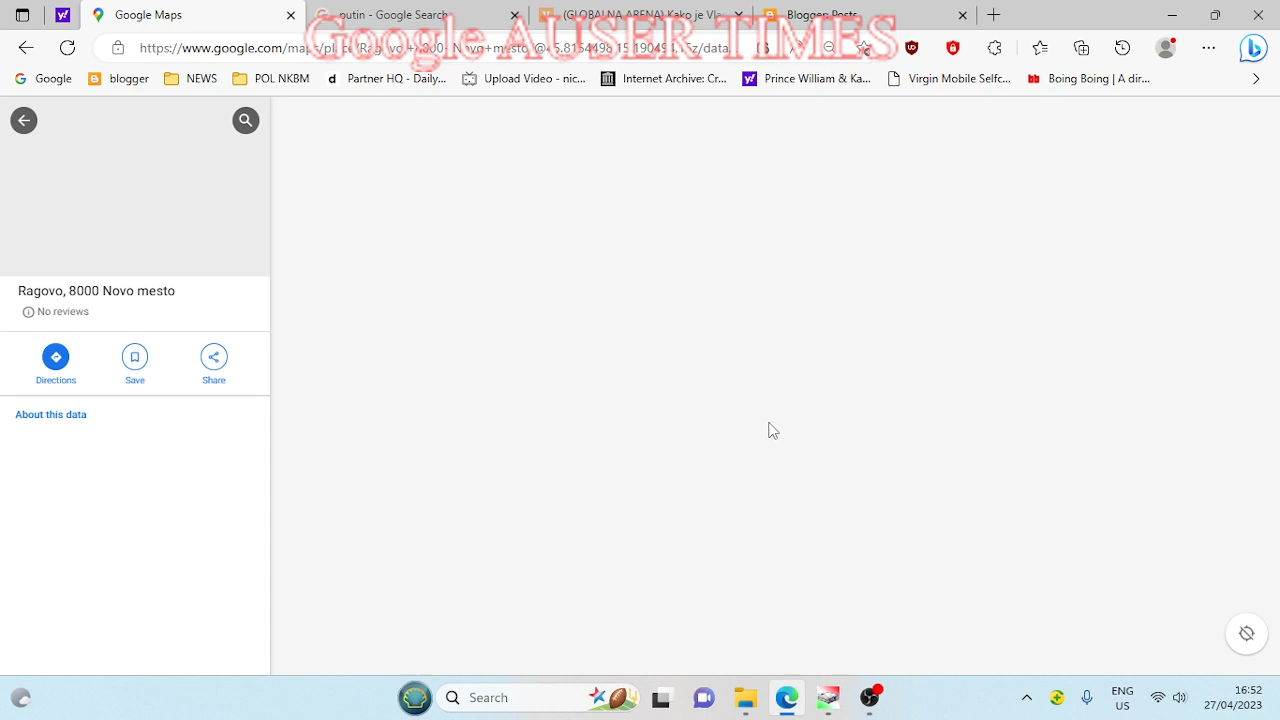 Google Maps
putin - Google Search
(GLOBALNA ARENA) Kako je Vla
Blogger Posts
Google AUSER TIMES
Google
blogger
NEWS
POL NKBM
Partner HQ - Daily...
Upload Video - nic...
Internet Archive: Cr...
Prince William & Ka...
Virgin Mobile Selfc...
Boing Boing | A dir...
Ragovo, 8000 Novo mesto
No reviews
Directions
Save
Share
About this data
Search
ENG
US
16:52
27/04/2023